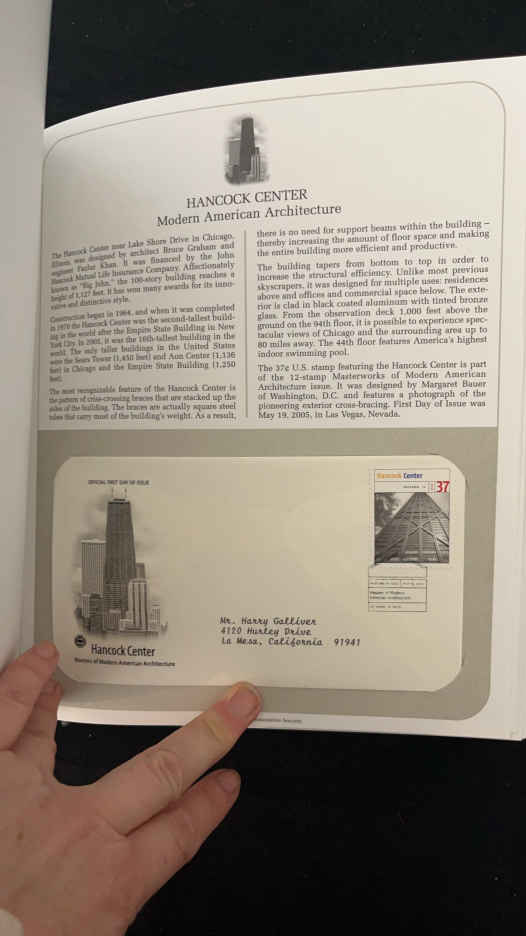 HANCOCK CENTER
Modern American Architecture
The Hancock Center near Lake Shore Drive in Chicago,
Illinois was designed by architect Bruce Graham and
engineer Fazlur Khan. It was financed by the John
Hancock Mutual Life Insurance Company. Affectionately
known as "Big John," the 100-story building reaches a
height of 1,127 feet. It has won many awards for its inno-
vative and distinctive style.
Construction began in 1964, and when it was completed
in 1970 the Hancock Center was the second-tallest build-
ing in the world after the Empire State Building in New
York City. In 2005, it was the 16th-tallest building in the
world. The only taller buildings in the United States
were the Sears Tower (1,450 feet) and Aon Center (1,136
feet) in Chicago and the Empire State Building (1,250
feet).
The most recognizable feature of the Hancock Center is
the pattern of criss-crossing braces that are stacked up the
sides of the building. The braces are actually square steel
tubes that carry most of the building's weight. As a result,
there is no need for support beams within the building –
thereby increasing the amount of floor space and making
the entire building more efficient and productive.
The building tapers from bottom to top in order to
increase the structural efficiency. Unlike most previous
skyscrapers, it was designed for multiple uses: residences
above and offices and commercial space below. The exte-
rior is clad in black coated aluminum with tinted bronze
glass. From the observation deck 1,000 feet above the
ground on the 94th floor, it is possible to experience spec-
tacular views of Chicago and the surrounding area up to
80 miles away. The 44th floor features America's highest
indoor swimming pool.
The 37¢ U.S. stamp featuring the Hancock Center is part
of the 12-stamp Masterworks of Modern American
Architecture issue. It was designed by Margaret Bauer
of Washington, D.C. and features a photograph of the
pioneering exterior cross-bracing. First Day of Issue was
May 19, 2005, in Las Vegas, Nevada.
OFFICIAL FIRST DAY OF ISSUE
Hancock Center
37
Mr. Harry Galliver
4120 Hurley Drive
La Mesa, California 91941
Hancock Center
Masters of Modern American Architecture
Society